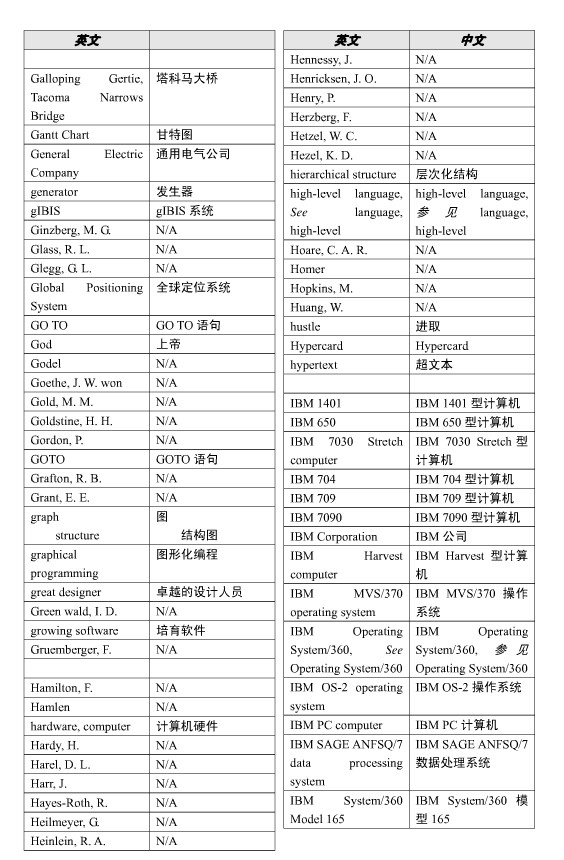 英文
Galloping Gertie, 塔科马大桥
Tacoma Narrows
Bridge
Gantt Chart 甘特图
General Electric 通用电气公司
Company
generator 发生器
gIBIS gIBIS 系统
Ginzberg, M. G. N/A
Glass, R. L. N/A
Glegg, G. L. N/A
Global Positioning 全球定位系统
System
GO TO GO TO 语句
God 上帝
Godel N/A
Goethe, J. W. won N/A
Gold, M. M. N/A
Goldstine, H. H. N/A
Gordon, P. N/A
GOTO GOTO 语句
Grafton, R. B. N/A
Grant, E. E. N/A
graph 图
structure 结构图
graphical 图形化编程
programming
great designer 卓越的设计人员
Green wald, I. D. N/A
growing software 培育软件
Gruemberger, F. N/A
Hamilton, F. N/A
Hamlen N/A
hardware, computer 计算机硬件
Hardy, H. N/A
Harel, D. L. N/A
Harr, J. N/A
Hayes-Roth, R. N/A
Heilmeyer, G. N/A
Heinlein, R. A. N/A
英文 中文
Hennessy, J. N/A
Henricksen, J. O. N/A
Henry, P. N/A
Herzberg, F. N/A
Hetzel, W. C. N/A
Hezel, K. D. N/A
hierarchical structure 层次化结构
high-level language, high-level language,
See language, 参见 language,
high-level high-level
Hoare, C. A. R. N/A
Homer N/A
Hopkins, M. N/A
Huang, W. N/A
hustle 进取
Hypercard Hypercard
hypertext 超文本
IBM 1401 IBM 1401 型计算机
IBM 650 IBM 650 型计算机
IBM 7030 Stretch IBM 7030 Stretch 型
computer 计算机
IBM 704 IBM 704 型计算机
IBM 709 IBM 709 型计算机
IBM 7090 IBM 7090 型计算机
IBM Corporation IBM 公司
IBM Harvest IBM Harvest 型计算
computer 机
IBM MVS/370 IBM MVS/370 操作
operating system 系统
IBM Operating IBM Operating
System/360, See System/360, 参见
Operating System/360 Operating System/360
IBM OS-2 operating IBM OS-2 操作系统
system
IBM PC computer IBM PC 计算机
IBM SAGE ANFSQ/7 IBM SAGE ANFSQ/7
data processing 数据处理系统
system
IBM System/360 IBM System/360 模
Model 165 型 165